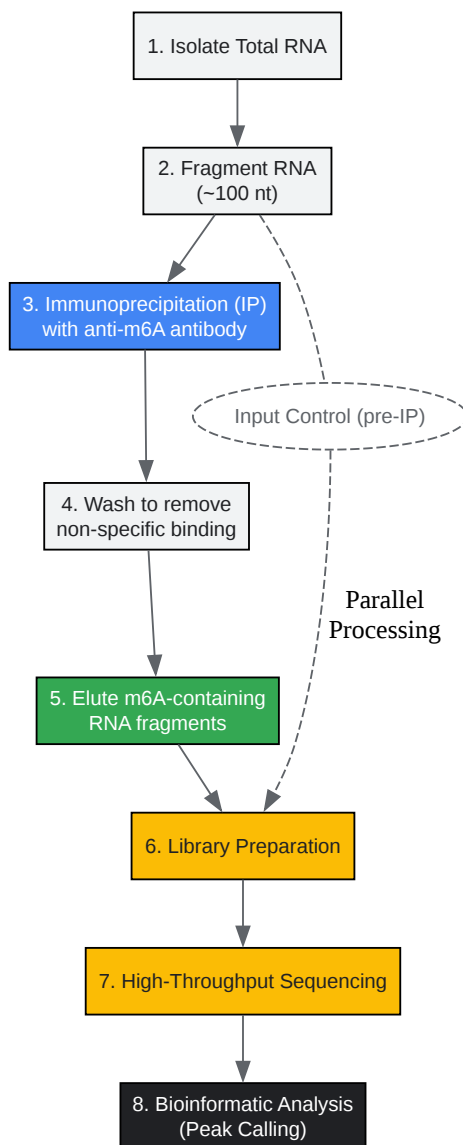 1. Isolate Total RNA
2. Fragment RNA
(~100 nt)
3. Immunoprecipitation (IP)
with anti-m6A antibody
Input Control (pre-IP)
4. Wash to remove
non-specific binding
Parallel
Processing
5. Elute m6A-containing
RNA fragments
6. Library Preparation
7. High-Throughput Sequencing
8. Bioinformatic Analysis
(Peak Calling)